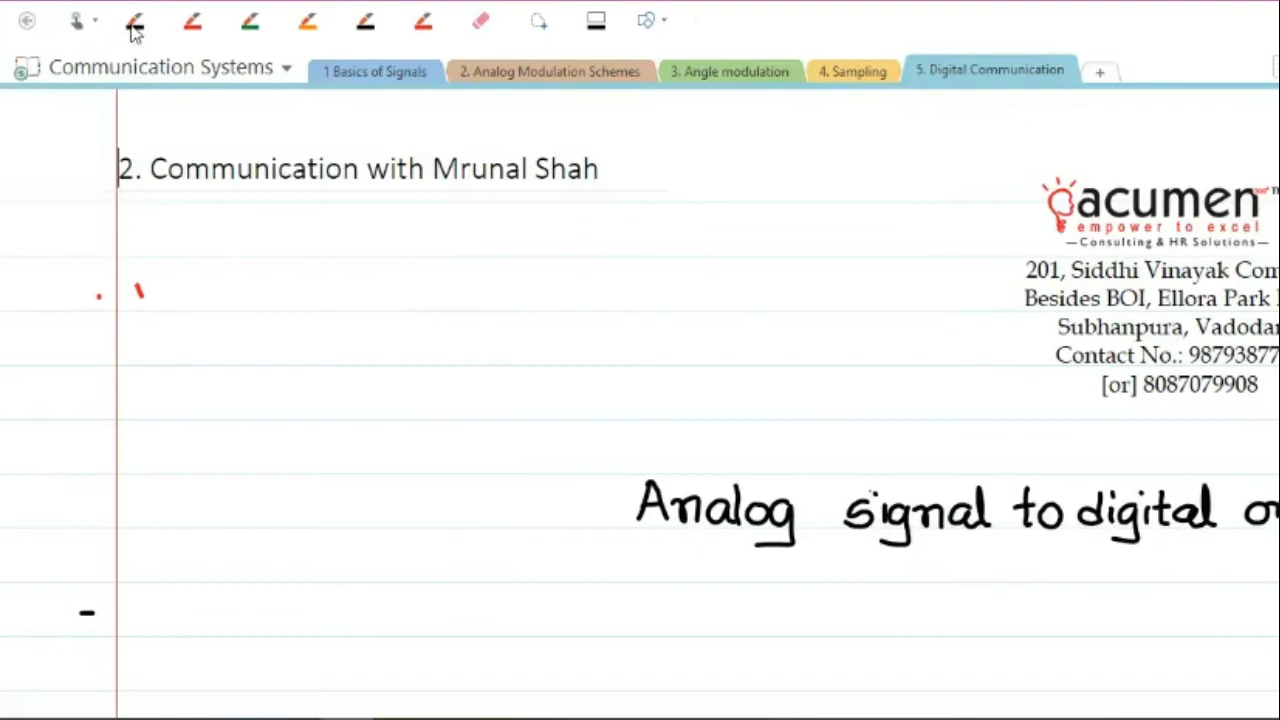 Communication Systems
1 Basics of Signals
2. Analog Modulation Schemes
3. Angle modulation
4. Sampling
5. Digital Communication
+
2. Communication with Mrunal Shah
acumen
empower to excel
—Consulting & HR Solutions—
201, Siddhi Vinayak
Besides BOI, Ellora Park
Subhanpura,
Contact No.: 98793877
[or] 8087079908
Analog signal to digital
-